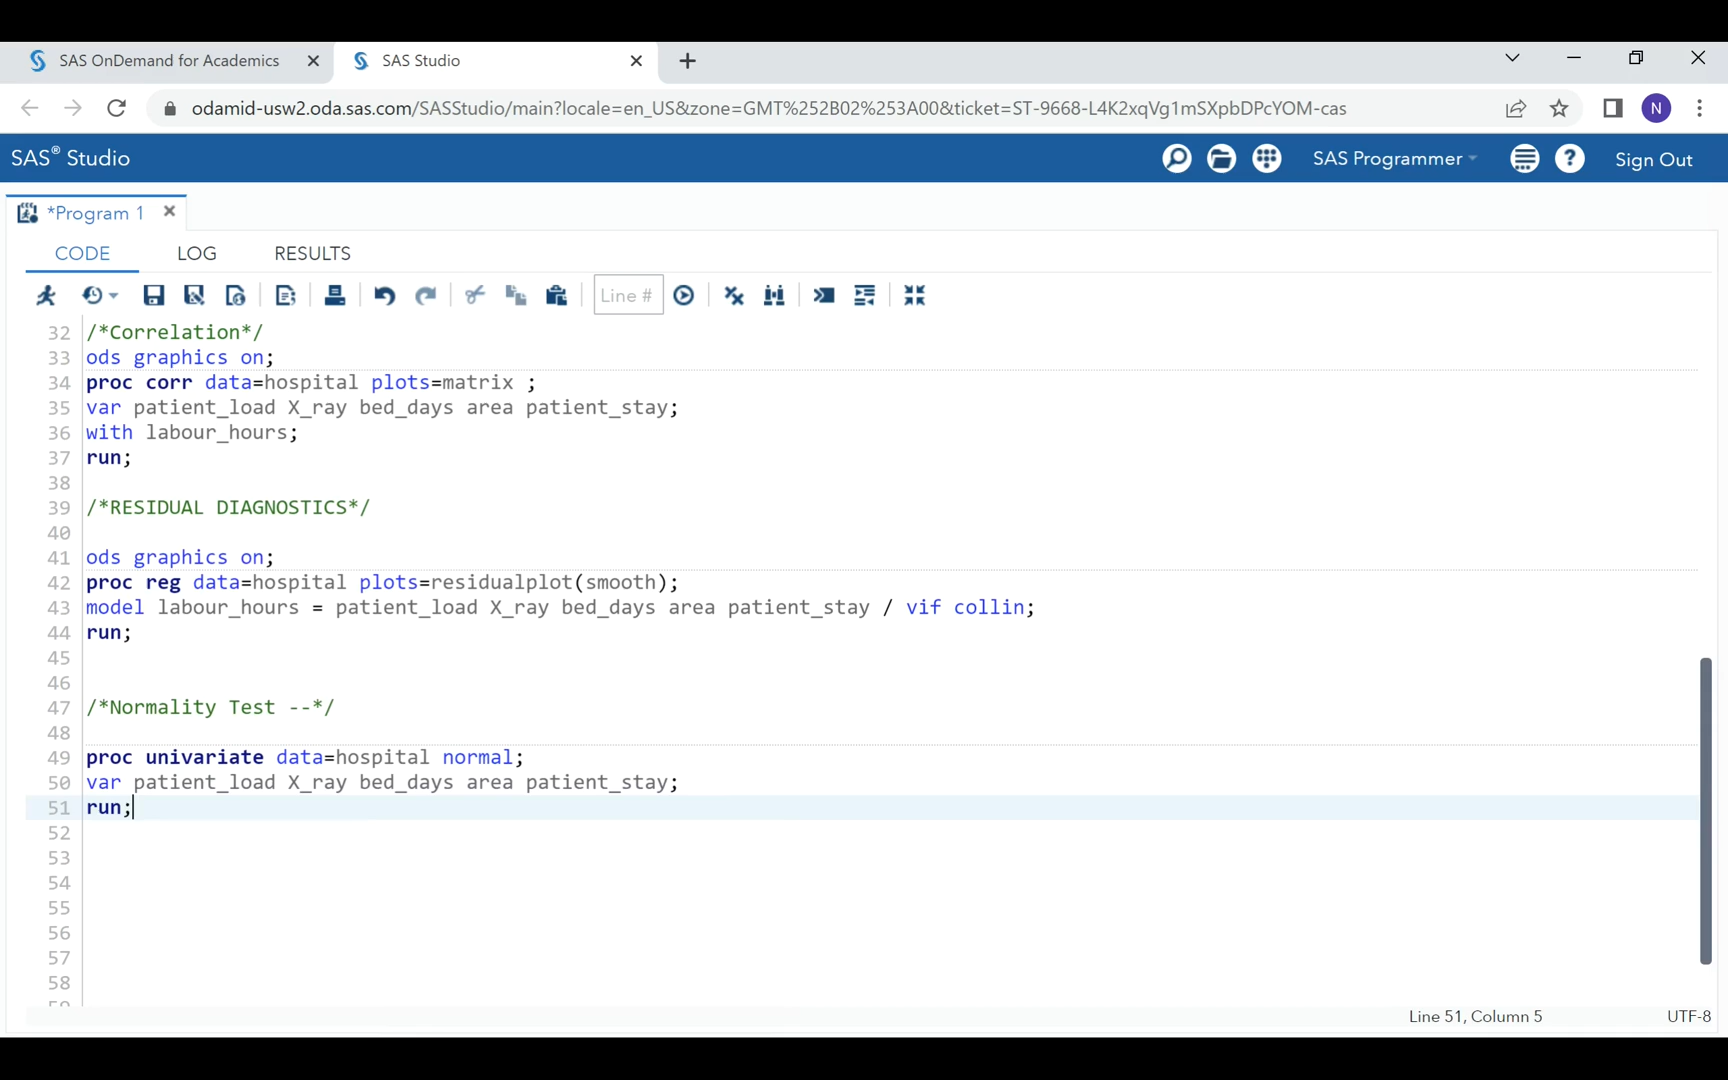 SAS OnDemand for Academics
SAS Studio
odamid-usw2.oda.sas.com/SASStudio/main?locale=en_US&zone=GMT%252B02%253A00&ticket=ST-9668-L4K2xqVg1mSXpbDPcYOM-cas
N
SAS® Studio
SAS Programmer
?
Sign Out
*Program 1
CODE
LOG
RESULTS
Line #
32 /*Correlation*/
33 ods graphics on;
34 proc corr data=hospital plots=matrix ;
35 var patient_load X_ray bed_days area patient_stay;
36 with labour_hours;
37 run;
38
39 /*RESIDUAL DIAGNOSTICS*/
40
41 ods graphics on;
42 proc reg data=hospital plots=residualplot(smooth);
43 model labour_hours = patient_load X_ray bed_days area patient_stay / vif collin;
44 run;
45
46
47 /*Normality Test --*/
48
49 proc univariate data=hospital normal;
50 var patient_load X_ray bed_days area patient_stay;
51 run;
52
53
54
55
56
57
58
Line 51, Column 5
UTF-8